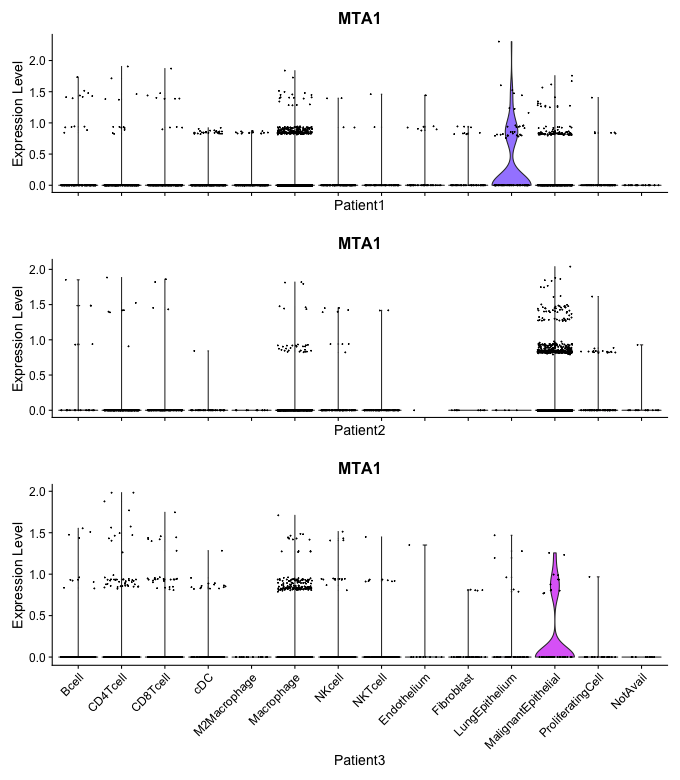 MTA1
Expression Level
2.0
1.5
1.0
0.5
0.0
Patient1
MTA1
Expression Level
2.0
1.5
1.0
0.5
0.0
Patient2
MTA1
Expression Level
2.0
1.5
1.0
0.5
0.0
Bcell
CD4Tcell
CD8Tcell
cDC
M2Macrophage
Macrophage
NKcell
NKTcell
Endothelium
Fibroblast
LungEpithelium
MalignantEpithelial
ProliferatingCell
NotAvail
Patient3